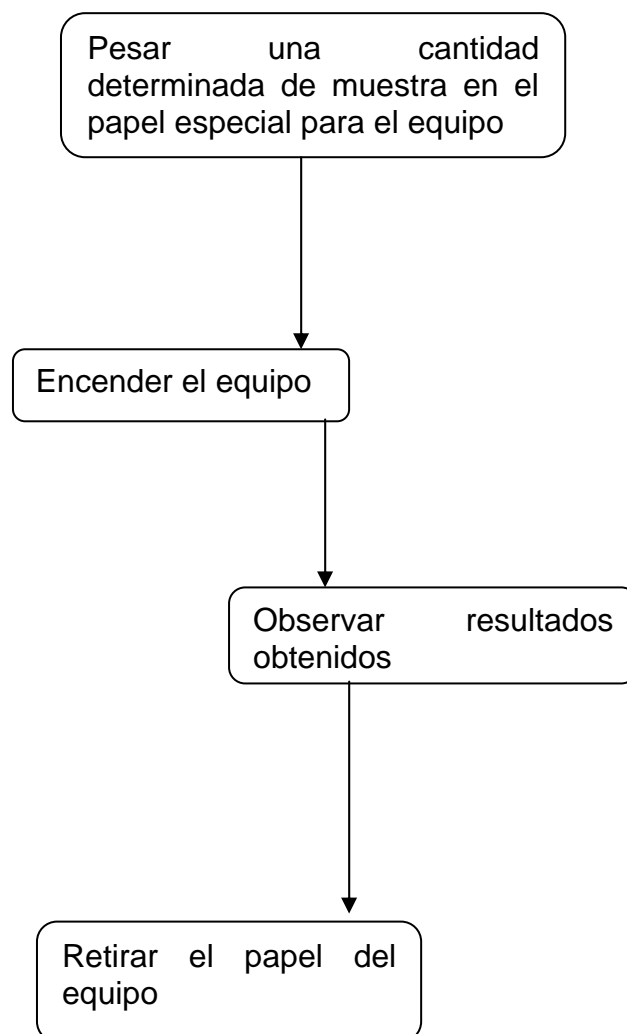 Pesar una cantidad
determinada de muestra en el
papel especial para el equipo
Encender el equipo
Observar resultados
obtenidos
Retirar el papel del
equipo